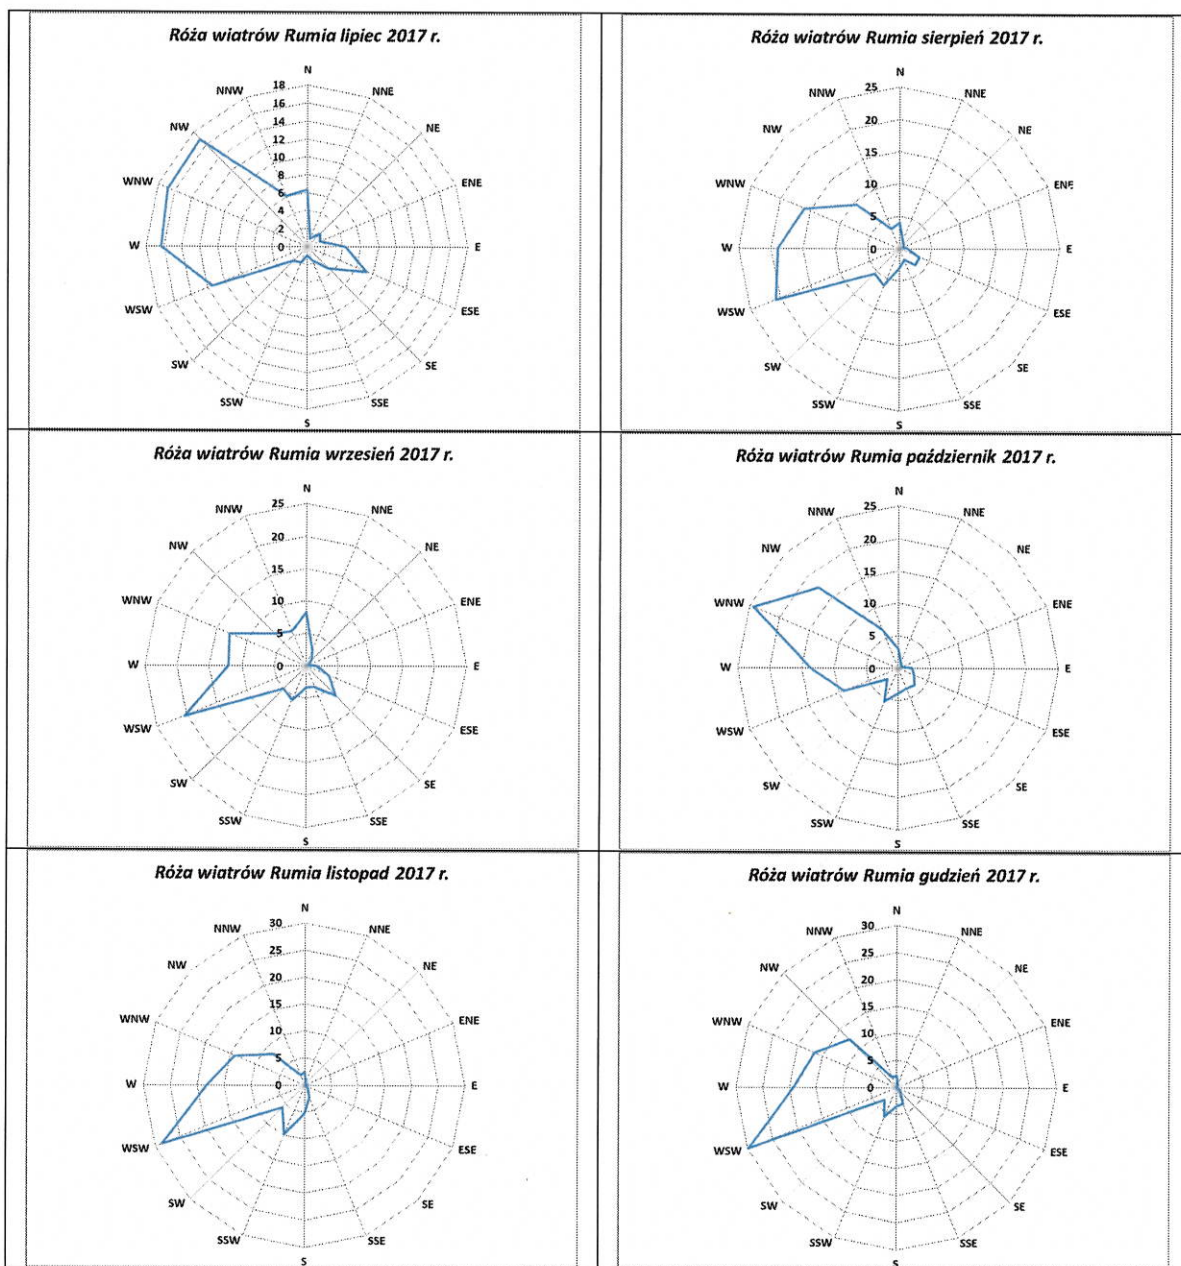 Róża wiatrów Rumia lipiec 2017 r.
N
NNE
NE
ENE
E
ESE
SE
SSE
S
SSW
SW
WSW
W
WNW
NW
NNW
18
16
14
12
10
8
6
4
2
0
Róża wiatrów Rumia sierpień 2017 r.
N
NNE
NE
ENE
E
ESE
SE
SSE
S
SSW
SW
WSW
W
WNW
NW
NNW
25
20
15
10
5
0
Róża wiatrów Rumia wrzesień 2017 r.
N
NNE
NE
ENE
E
ESE
SE
SSE
S
SSW
SW
WSW
W
WNW
NW
NNW
25
20
15
10
5
0
Róża wiatrów Rumia październik 2017 r.
N
NNE
NE
ENE
E
ESE
SE
SSE
S
SSW
SW
WSW
W
WNW
NW
NNW
25
20
15
10
5
0
Róża wiatrów Rumia listopad 2017 r.
N
NNE
NE
ENE
E
ESE
SE
SSE
S
SSW
SW
WSW
W
WNW
NW
NNW
30
25
20
15
10
5
0
Róża wiatrów Rumia gudzień 2017 r.
N
NNE
NE
ENE
E
ESE
SE
SSE
S
SSW
SW
WSW
W
WNW
NW
NNW
30
25
20
15
10
5
0